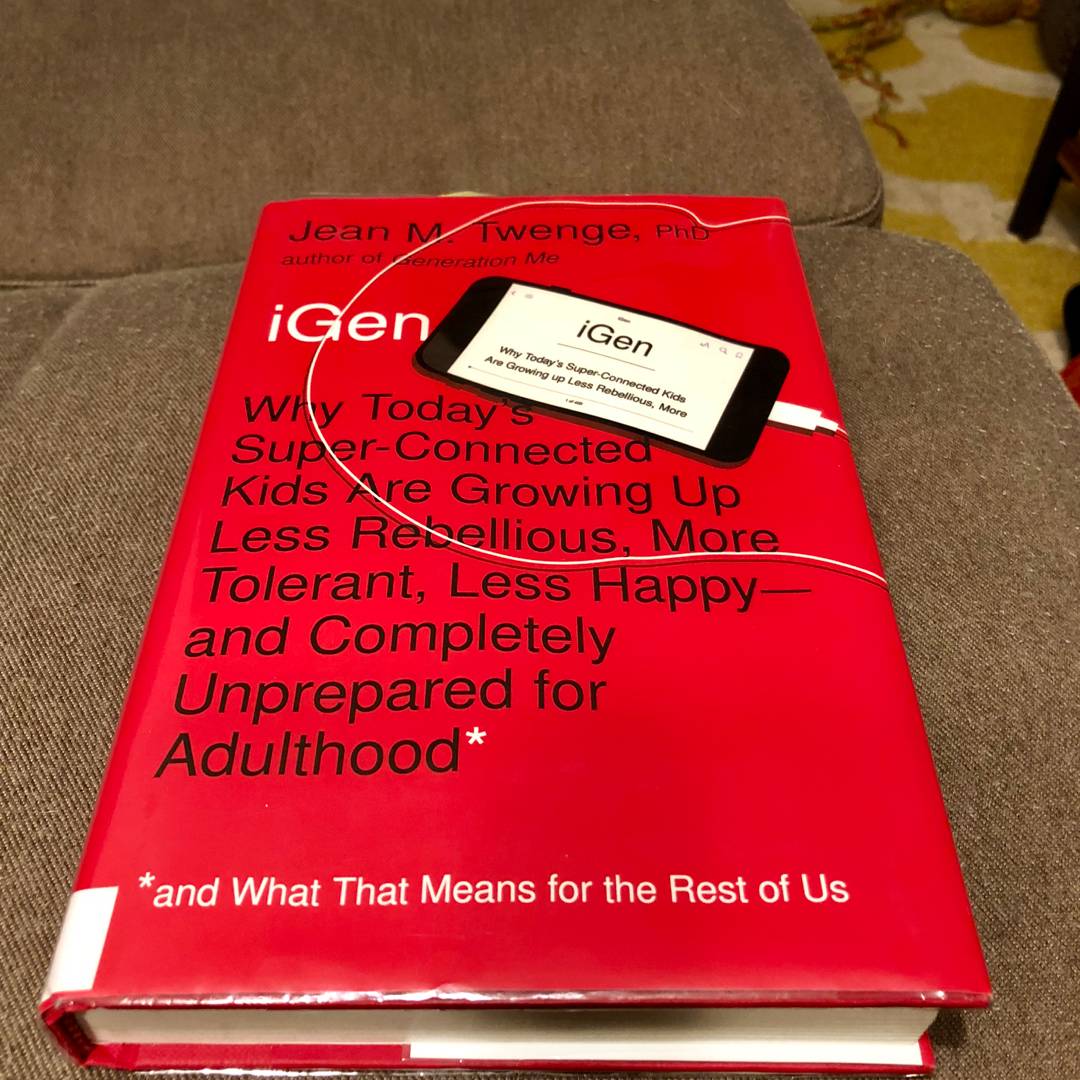 Jean M. Twenge, PhD
author of Generation Me
iGen
iGen
iGen
Why Today's Super-Connected Kids
Are Growing up Less Rebellious, More
Why Today's
Super-Connected
Kids Are Growing Up
Less Rebellious, More
Tolerant, Less Happy—
and Completely
Unprepared for
Adulthood*
*and What That Means for the Rest of Us